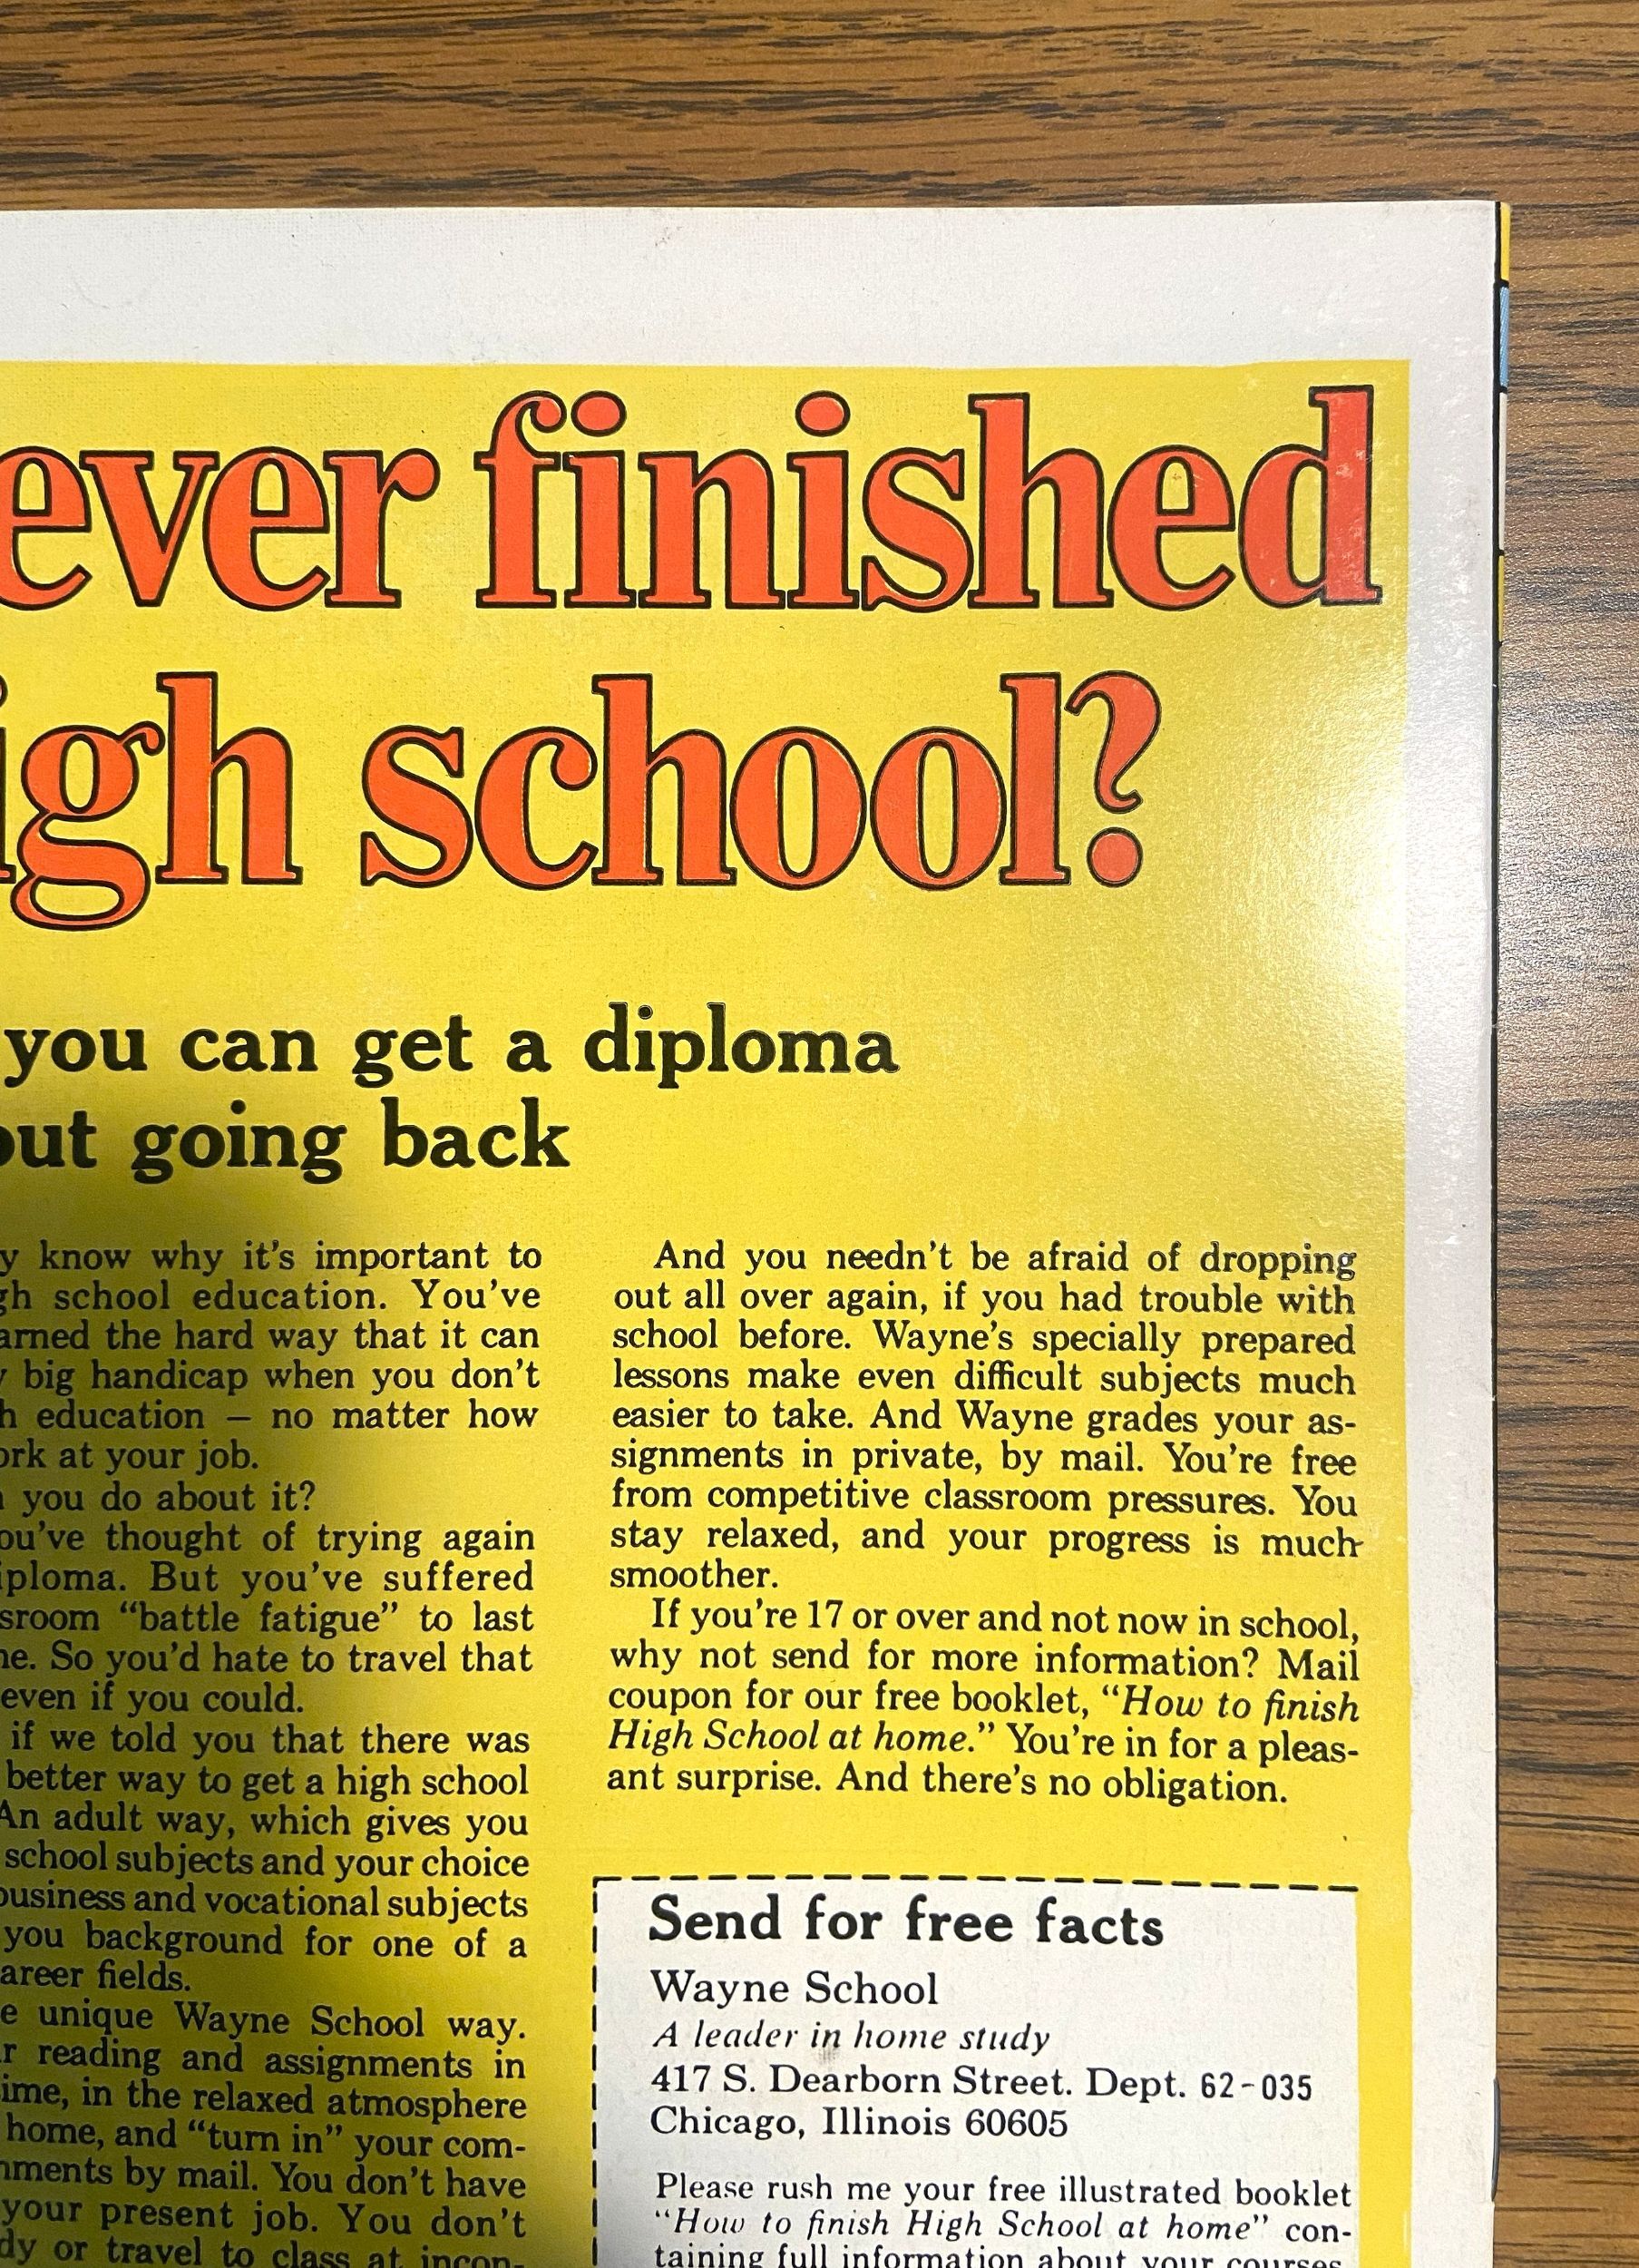 ever finished
igh school?
you can get a diploma
out going back
y know why it's important to
gh school education. You've
arned the hard way that it can
y big handicap when you don't
h education – no matter how
ork at your job.
n you do about it?
ou've thought of trying again
iploma. But you've suffered
sroom “battle fatigue” to last
ne. So you'd hate to travel that
even if you could.
if we told you that there was
better way to get a high school
An adult way, which gives you
school subjects and your choice
business and vocational subjects
you background for one of a
areer fields.
e unique Wayne School way.
r reading and assignments in
ime, in the relaxed atmosphere
home, and “turn in” your com-
nments by mail. You don't have
your present job. You don't
dy or travel to class at incon-
And you needn't be afraid of dropping
out all over again, if you had trouble with
school before. Wayne's specially prepared
lessons make even difficult subjects much
easier to take. And Wayne grades your as-
signments in private, by mail. You're free
from competitive classroom pressures. You
stay relaxed, and your progress is much
smoother.
If you're 17 or over and not now in school,
why not send for more information? Mail
coupon for our free booklet, “How to finish
High School at home.” You're in for a pleas-
ant surprise. And there's no obligation.
Send for free facts
Wayne School
A leader in home study
417 S. Dearborn Street. Dept. 62-035
Chicago, Illinois 60605
Please rush me your free illustrated booklet
“How to finish High School at home” con-
taining full information about your courses.